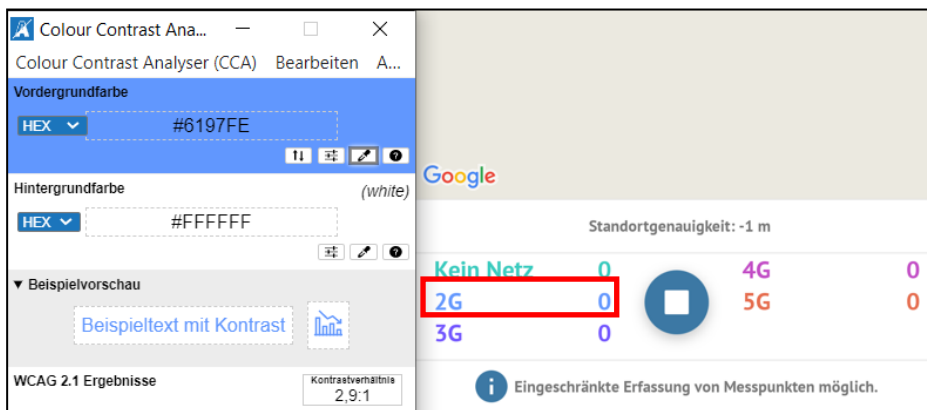 Colour Contrast Ana...
Colour Contrast Analyser (CCA) Bearbeiten A...
Vordergrundfarbe
HEX #6197FE
Hintergrundfarbe (white)
HEX #FFFFFF
Beispielvorschau
Beispieltext mit Kontrast
WCAG 2.1 Ergebnisse
Kontrastverhältnis
2,9:1
Google
Standortgenauigkeit: -1 m
Kein Netz 0
2G 0
3G 0
4G 0
5G 0
Eingeschränkte Erfassung von Messpunkten möglich.